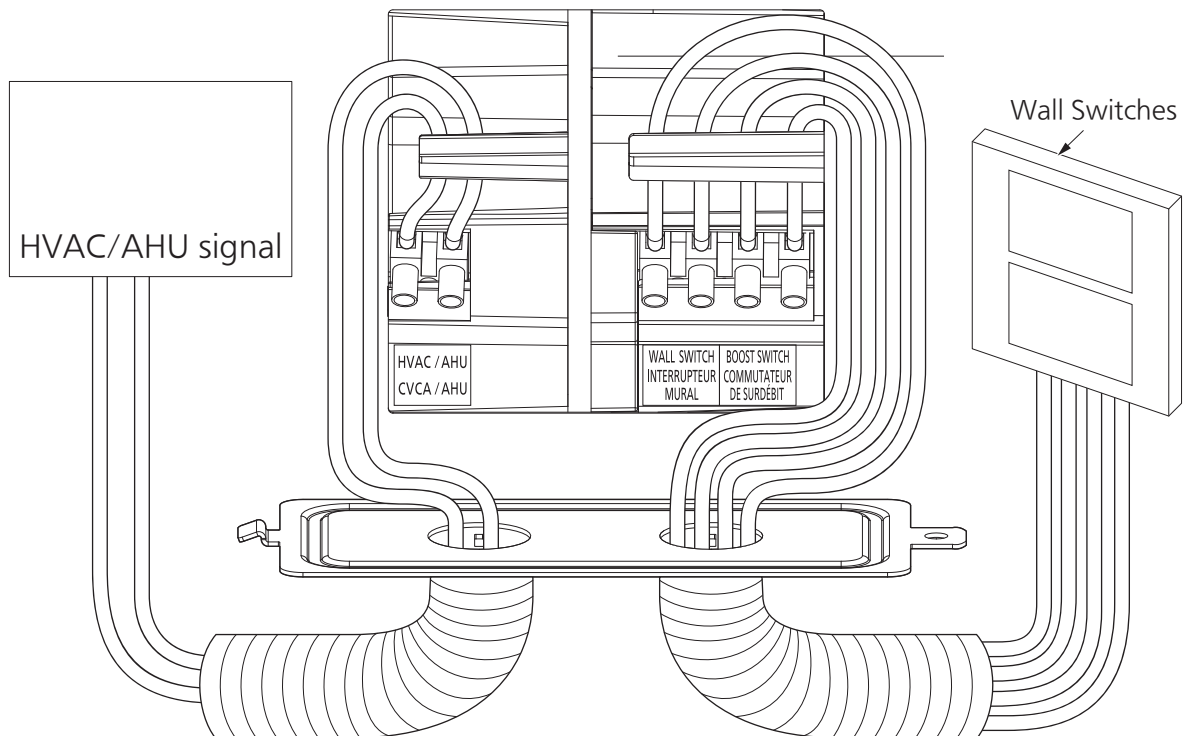 Wall Switches
HVAC/AHU signal
HVAC / AHU
CVCA / AHU
WALL SWITCH
INTERRUPTEUR
MURAL
BOOST SWITCH
COMMUTATEUR
DE SURDÉBIT